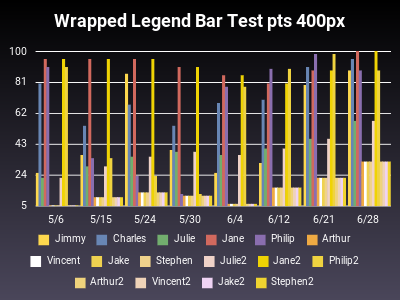 Wrapped Legend Bar Test pts 400px
100
81
62
43
24
5
5/6 5/15 5/24 5/30 6/4 6/12 6/21 6/28
Jimmy Charles Julie Jane Philip Arthur
Vincent Jake Stephen Julie2 Jane2 Philip2
Arthur2 Vincent2 Jake2 Stephen2